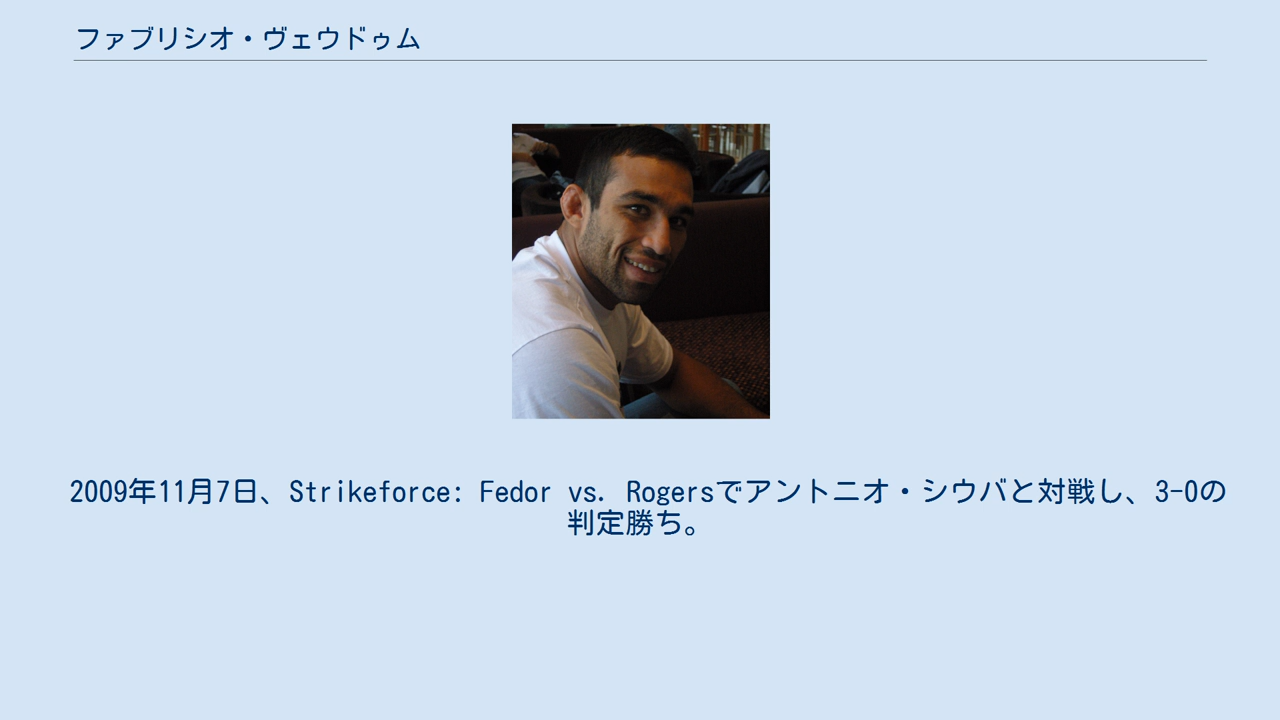 ファブリシオ・ヴェウドゥム
2009年11月7日、Strikeforce: Fedor vs. Rogersでアントニオ・シウバと対戦し、3-0の
判定勝ち。